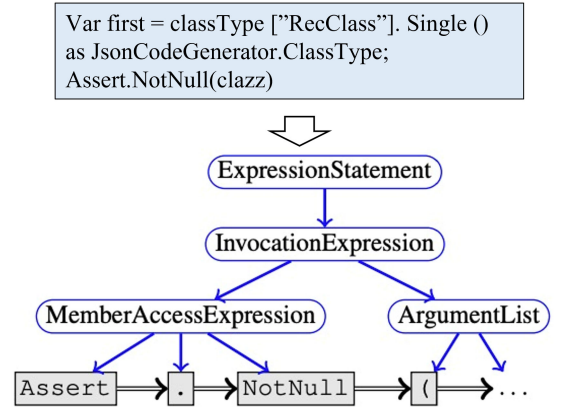 Var first = classType [”RecClass”]. Single ()
as JsonCodeGenerator.ClassType;
Assert.NotNull(clazz)
ExpressionStatement
InvocationExpression
MemberAccessExpression ArgumentList
Assert . NotNull ( ...